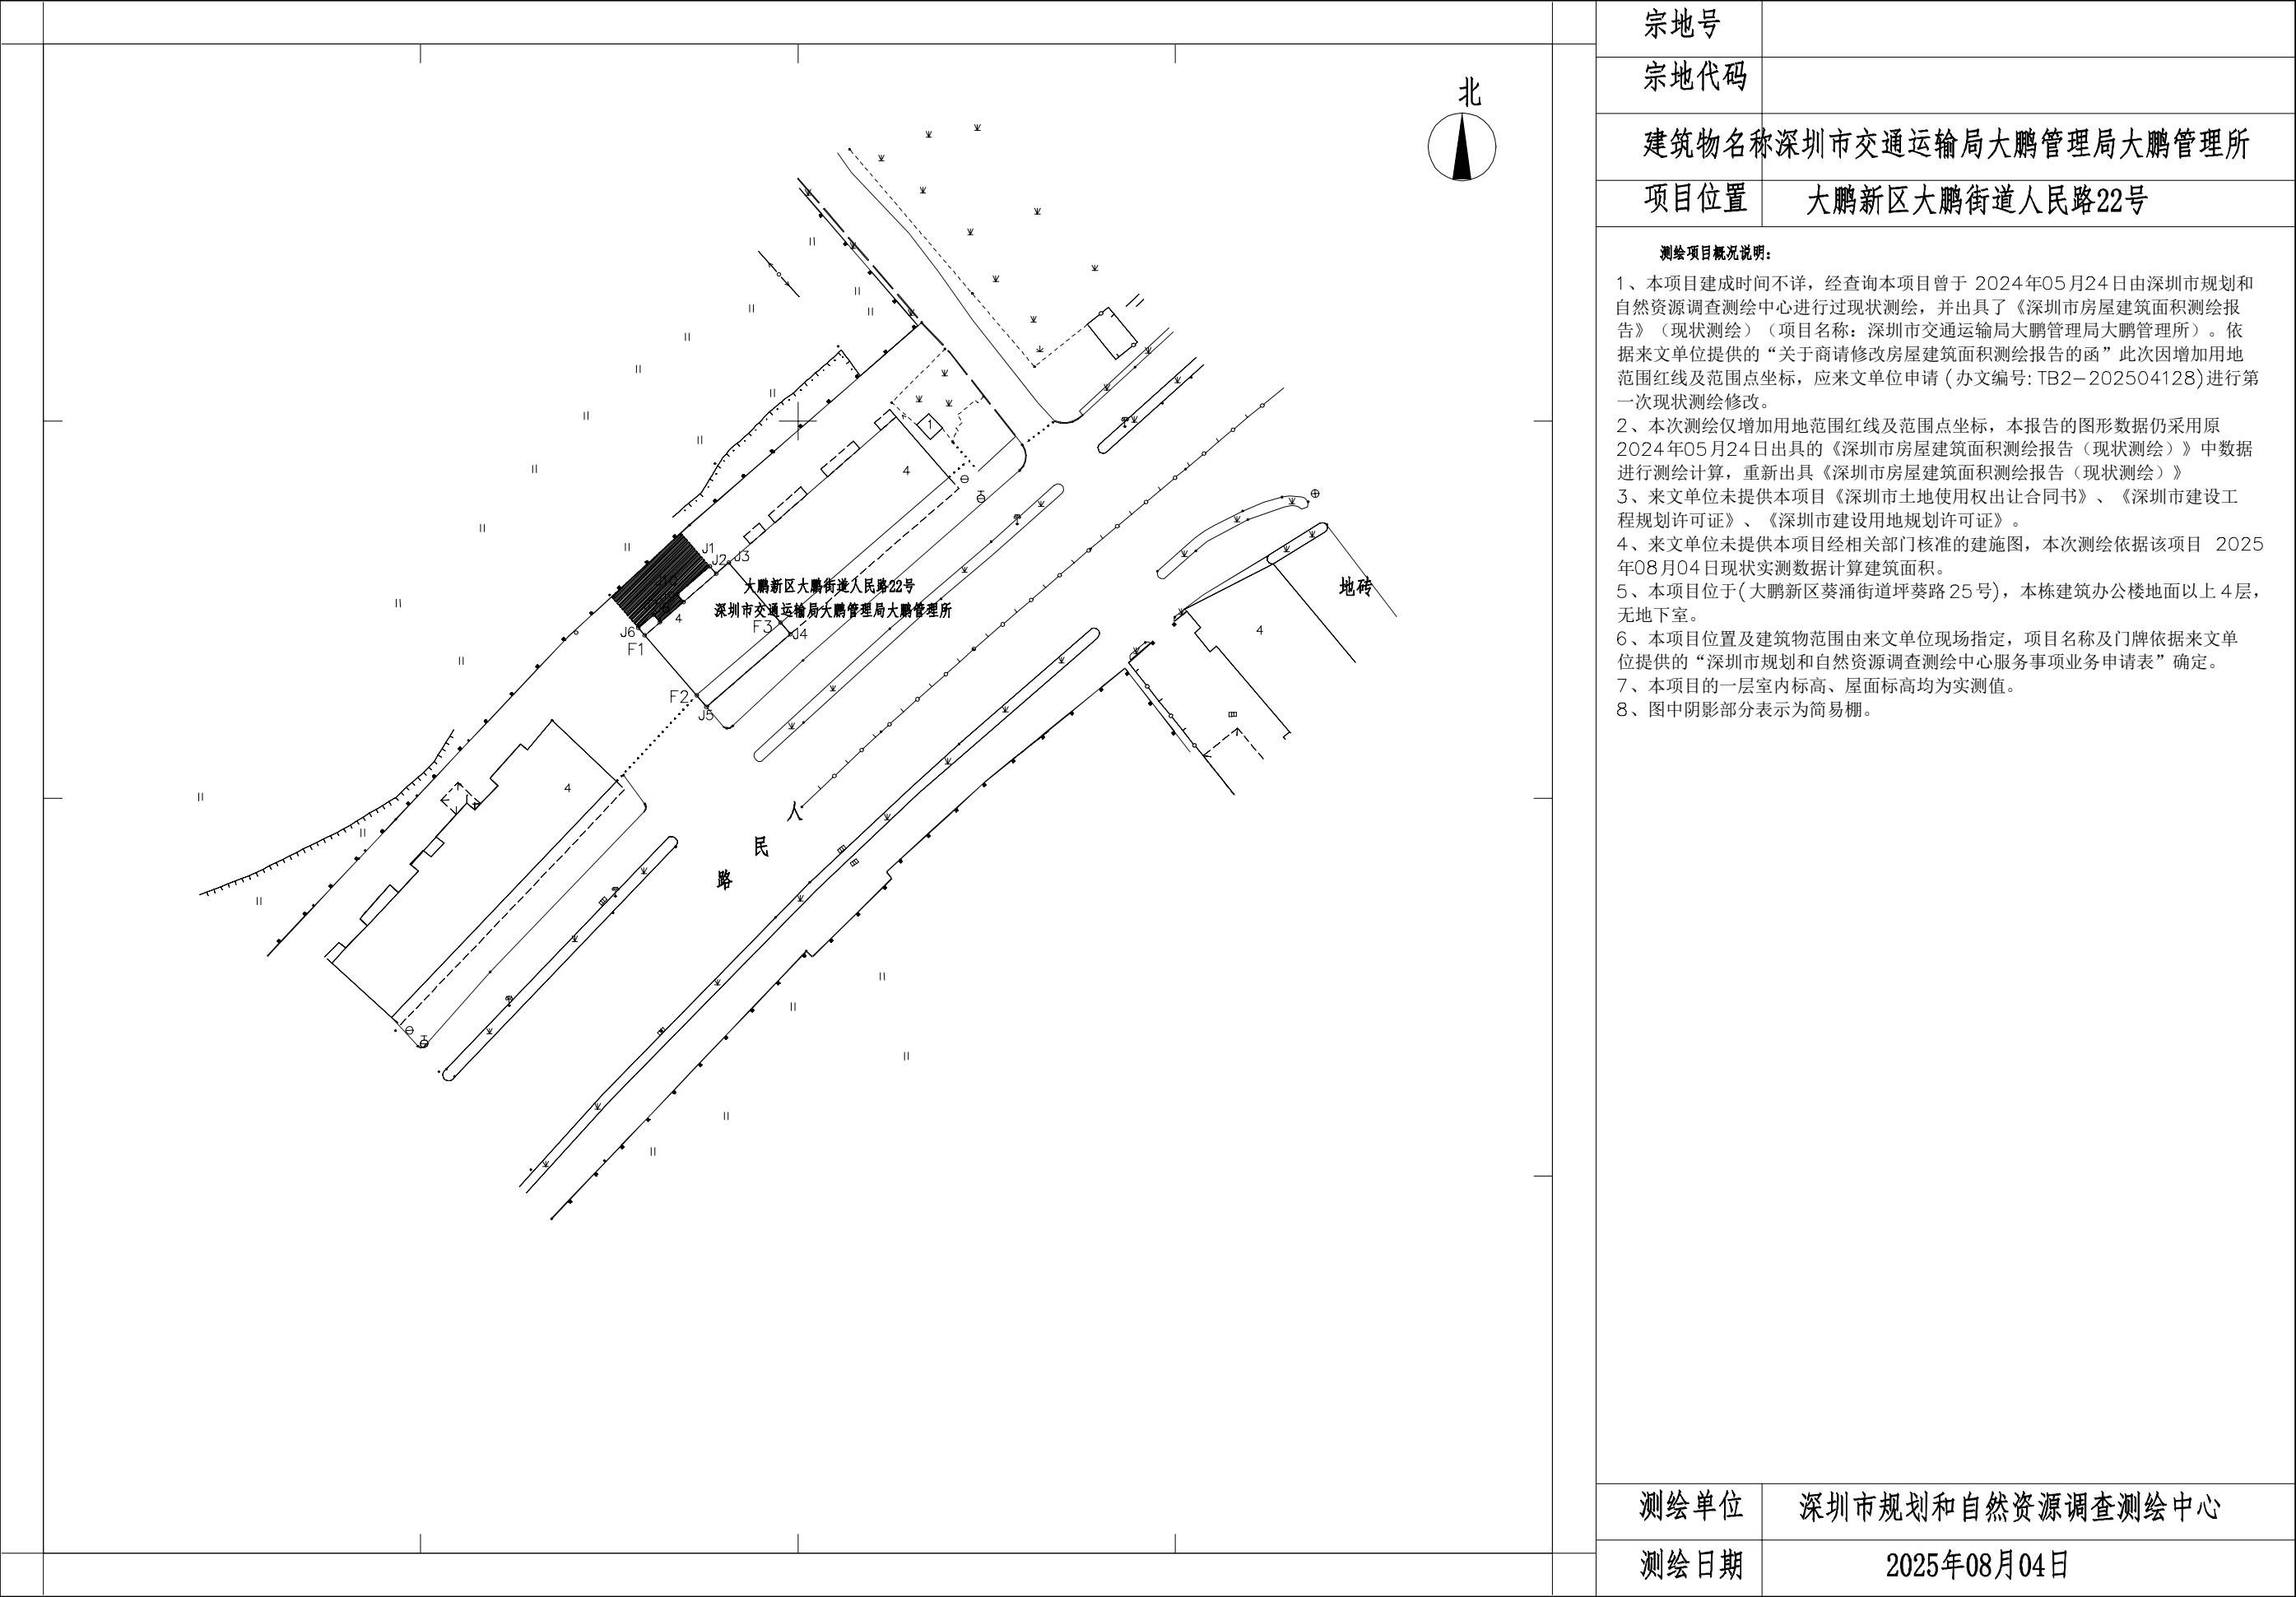 宗地号
宗地代码
建筑物名称深圳市交通运输局大鹏管理局大鹏管理所
项目位置 大鹏新区大鹏街道人民路22号
测绘项目概况说明：
1、本项目建成时间不详，经查询本项目曾于 2024年05月24日由深圳市规划和
自然资源调查测绘中心进行过现状测绘，并出具了《深圳市房屋建筑面积测绘报
告》（现状测绘）（项目名称：深圳市交通运输局大鹏管理局大鹏管理所）。依
据来文单位提供的“关于商请修改房屋建筑面积测绘报告的函”此次因增加用地
范围红线及范围点坐标，应来文单位申请（办文编号: TB2-202504128)进行第
一次现状测绘修改。
2、本次测绘仅增加用地范围红线及范围点坐标，本报告的图形数据仍采用原
2024年05月24日出具的《深圳市房屋建筑面积测绘报告（现状测绘）》中数据
进行测绘计算，重新出具《深圳市房屋建筑面积测绘报告（现状测绘）》
3、来文单位未提供本项目《深圳市土地使用权出让合同书》、《深圳市建设工
程规划许可证》、《深圳市建设用地规划许可证》。
4、来文单位未提供本项目经相关部门核准的建施图，本次测绘依据该项目 2025
年08月04日现状实测数据计算建筑面积。
5、本项目位于(大鹏新区葵涌街道坪葵路25号)，本栋建筑办公楼地面以上4层，
无地下室。
6、本项目位置及建筑物范围由来文单位现场指定，项目名称及门牌依据来文单
位提供的“深圳市规划和自然资源调查测绘中心服务事项业务申请表”确定。
7、本项目的一层室内标高、屋面标高均为实测值。
8、图中阴影部分表示为简易棚。
测绘单位 深圳市规划和自然资源调查测绘中心
测绘日期 2025年08月04日
北
1
4
J1
J2
J3
大鹏新区大鹏街道人民路22号
深圳市交通运输局大鹏管理局大鹏管理所
4
F3
J4
J6
F1
F2
J5
地砖
4
4
人
民
路